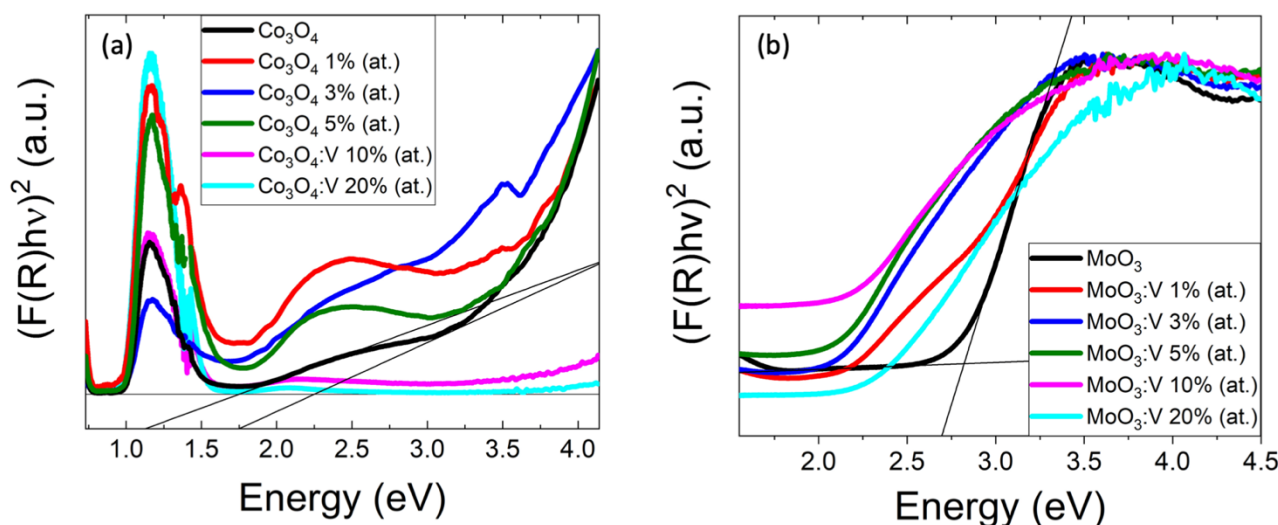 (a)
Co₃O₄
Co₃O₄ 1% (at.)
Co₃O₄ 3% (at.)
Co₃O₄ 5% (at.)
Co₃O₄:V 10% (at.)
Co₃O₄:V 20% (at.)
(F(R)hν)² (a.u.)
1.0 1.5 2.0 2.5 3.0 3.5 4.0
Energy (eV)
(b)
MoO₃
MoO₃:V 1% (at.)
MoO₃:V 3% (at.)
MoO₃:V 5% (at.)
MoO₃:V 10% (at.)
MoO₃:V 20% (at.)
(F(R)hν)² (a.u.)
2.0 2.5 3.0 3.5 4.0 4.5
Energy (eV)